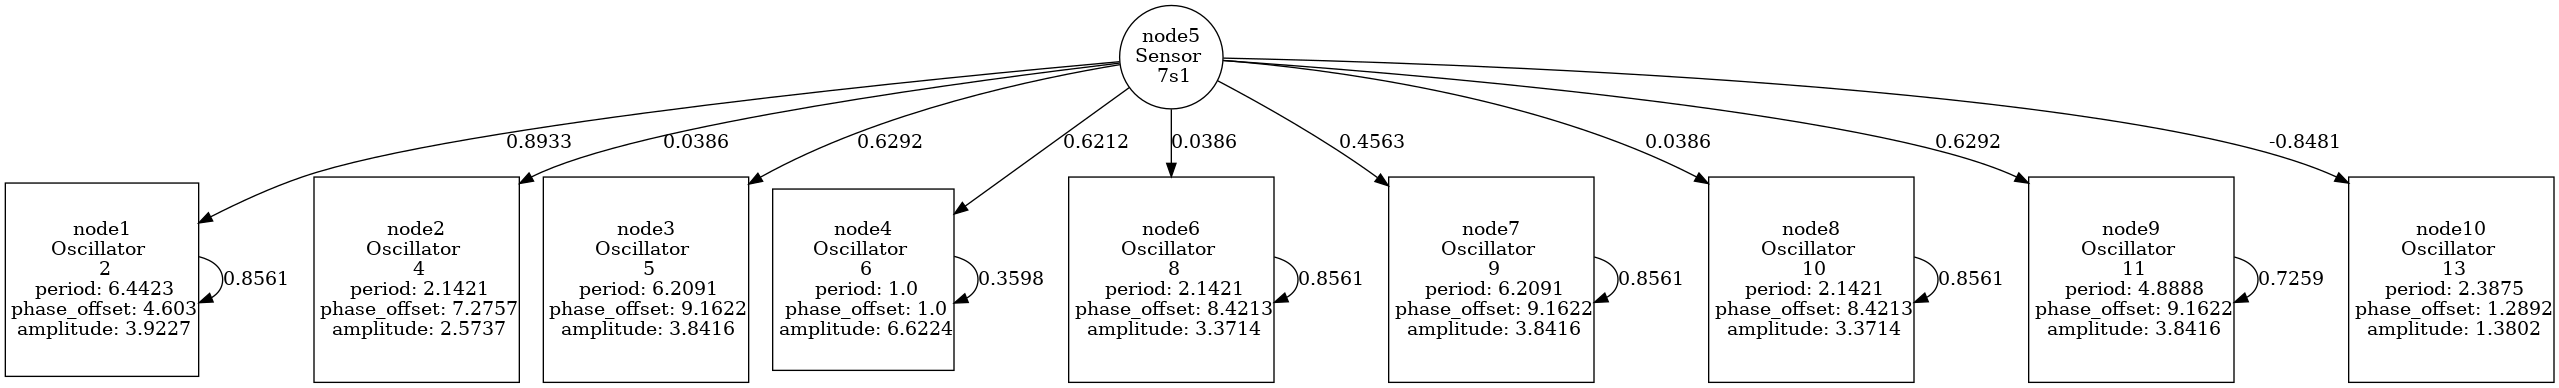 node5
Sensor
7s1
0.8933
0.0386
0.6292
0.6212
0.0386
0.4563
0.0386
0.6292
-0.8481
node1
Oscillator
2
period: 6.4423
phase_offset: 4.603
amplitude: 3.9227
0.8561
node2
Oscillator
4
period: 2.1421
phase_offset: 7.2757
amplitude: 2.5737
node3
Oscillator
5
period: 6.2091
phase_offset: 9.1622
amplitude: 3.8416
node4
Oscillator
6
period: 1.0
phase_offset: 1.0
amplitude: 6.6224
0.3598
node6
Oscillator
8
period: 2.1421
phase_offset: 8.4213
amplitude: 3.3714
0.8561
node7
Oscillator
9
period: 6.2091
phase_offset: 9.1622
amplitude: 3.8416
0.8561
node8
Oscillator
10
period: 2.1421
phase_offset: 8.4213
amplitude: 3.3714
0.8561
node9
Oscillator
11
period: 4.8888
phase_offset: 9.1622
amplitude: 3.8416
0.7259
node10
Oscillator
13
period: 2.3875
phase_offset: 1.2892
amplitude: 1.3802